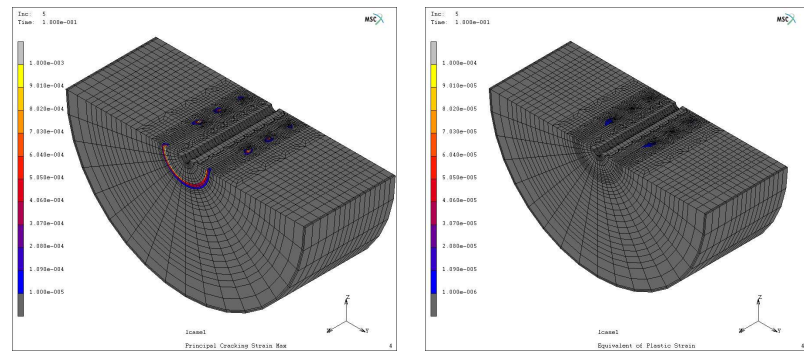 Inc: 5
Time: 1.000e-001
MSC
1.000e-003
9.010e-004
8.020e-004
7.030e-004
6.040e-004
5.050e-004
4.060e-004
3.070e-004
2.080e-004
1.090e-004
1.000e-005
Z
X
Y
lcase1
Principal Cracking Strain Max
4
Inc: 5
Time: 1.000e-001
MSC
1.000e-004
9.010e-005
8.020e-005
7.030e-005
6.040e-005
5.050e-005
4.060e-005
3.070e-005
2.080e-005
1.090e-005
1.000e-006
Z
X
Y
lcase1
Equivalent of Plastic Strain
4